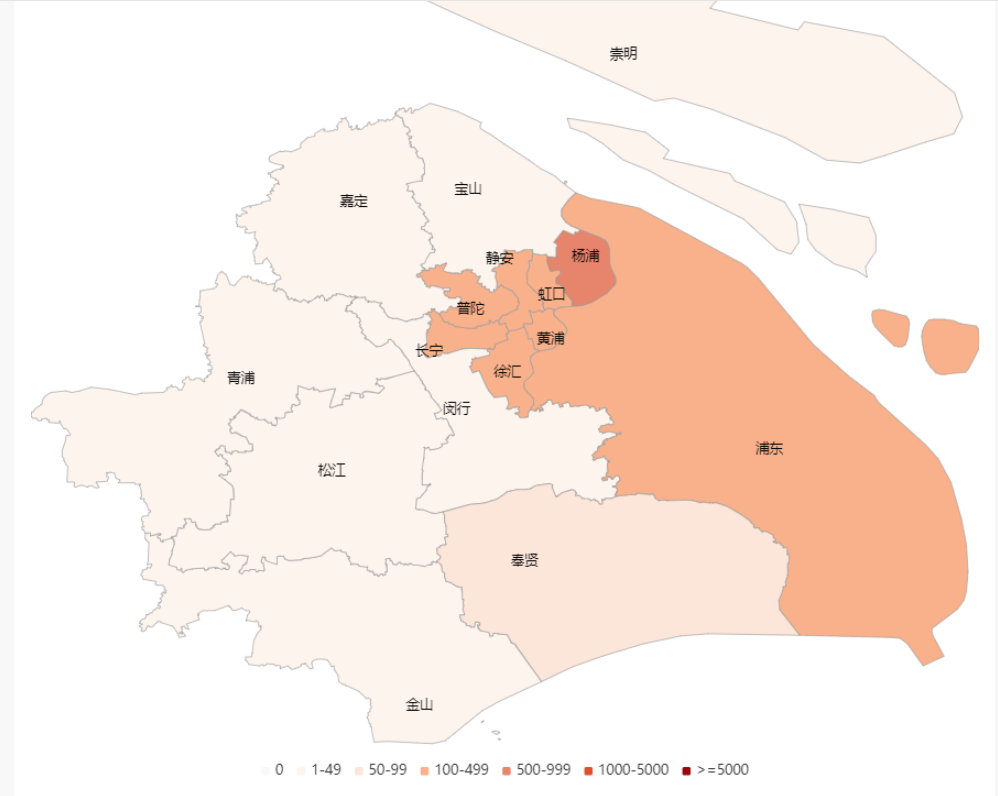 崇明
宝山
嘉定
静安
杨浦
虹口
普陀
黄浦
长宁
徐汇
青浦
闵行
浦东
松江
奉贤
金山
0 1-49 50-99 100-499 500-999 1000-5000 >=5000